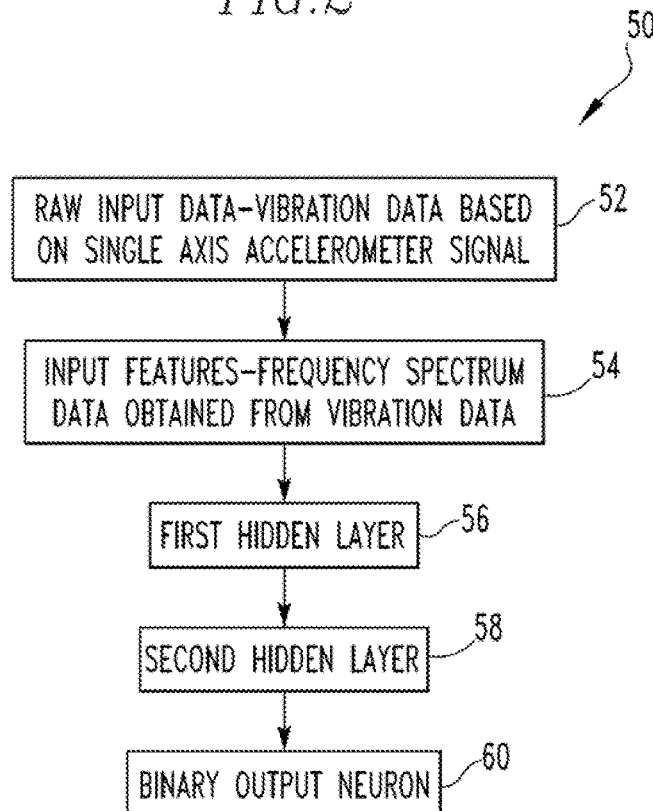 FIG. 2
50
RAW INPUT DATA-VIBRATION DATA BASED
ON SINGLE AXIS ACCELEROMETER SIGNAL
52
INPUT FEATURES-FREQUENCY SPECTRUM
DATA OBTAINED FROM VIBRATION DATA
54
FIRST HIDDEN LAYER
56
SECOND HIDDEN LAYER
58
BINARY OUTPUT NEURON
60